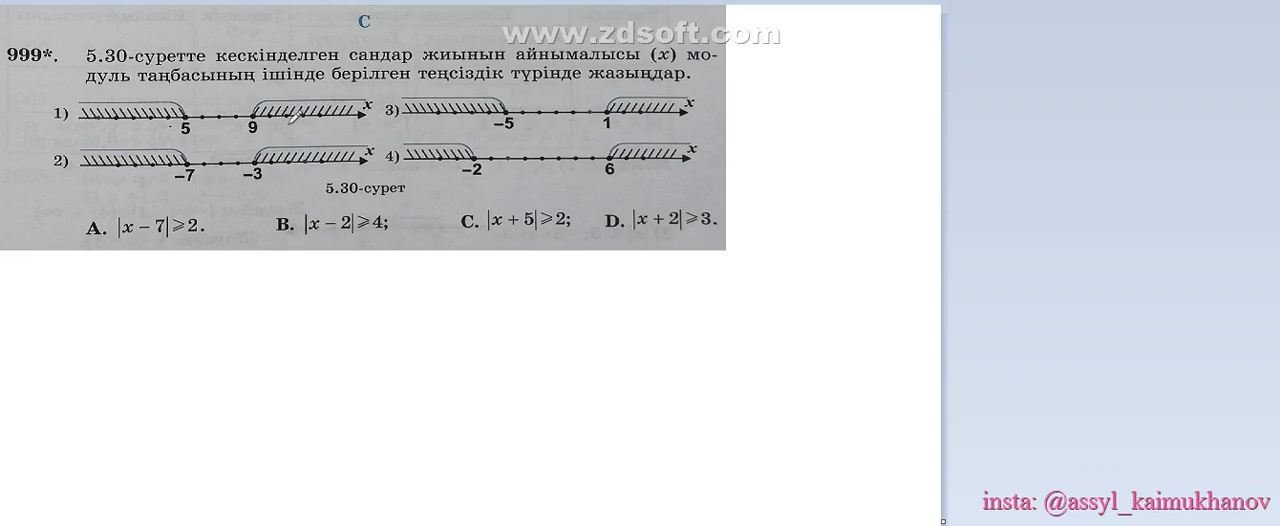 С
www.zdsoft.com
999*. 5.30-суретте кескінделген сандар жиынын айнымалысы (x) мо-
дуль таңбасының ішінде берілген теңсіздік түрінде жазыңдар.
1) 5 9 x
3) −5 1 x
2) −7 −3 x
4) −2 6 x
5.30-сурет
A. |x − 7|⩾2. B. |x − 2|⩾4; C. |x + 5|⩾2; D. |x + 2|⩾3.
insta: @assyl_kaimukhanov